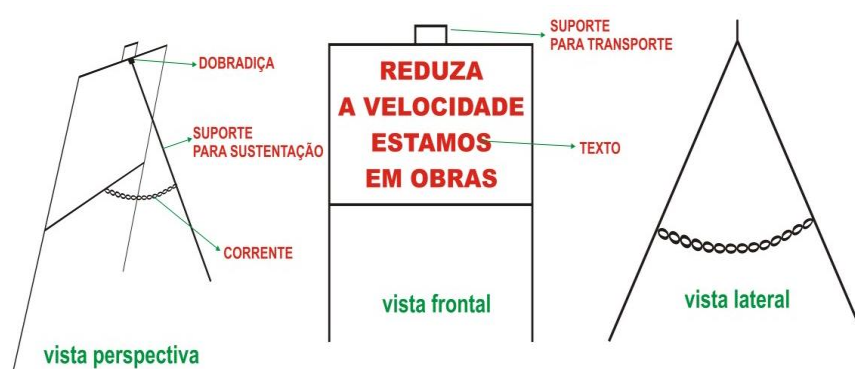 DOBRADIÇA
SUPORTE
PARA SUSTENTAÇÃO
CORRENTE
vista perspectiva
SUPORTE
PARA TRANSPORTE
REDUZA
A VELOCIDADE
ESTAMOS
EM OBRAS
TEXTO
vista frontal
vista lateral